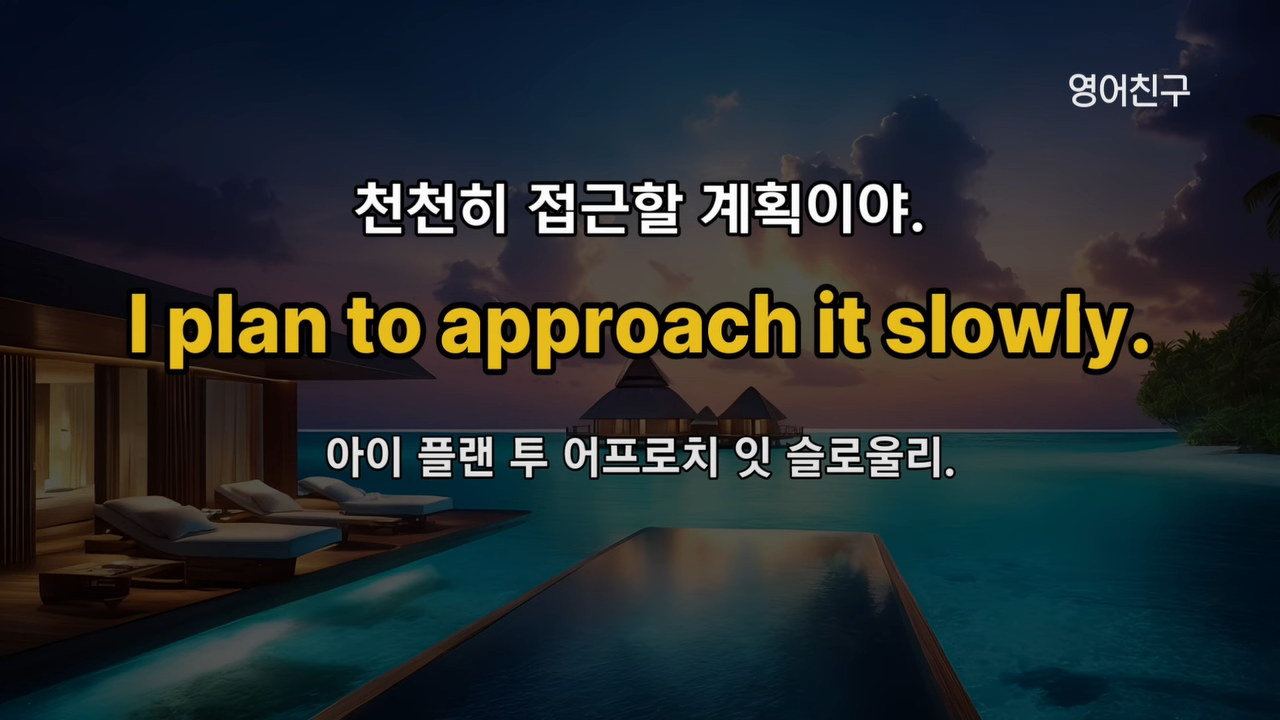 영어친구
천천히 접근할 계획이야.
I plan to approach it slowly.
아이 플랜 투 어프로치 잇 슬로울리.